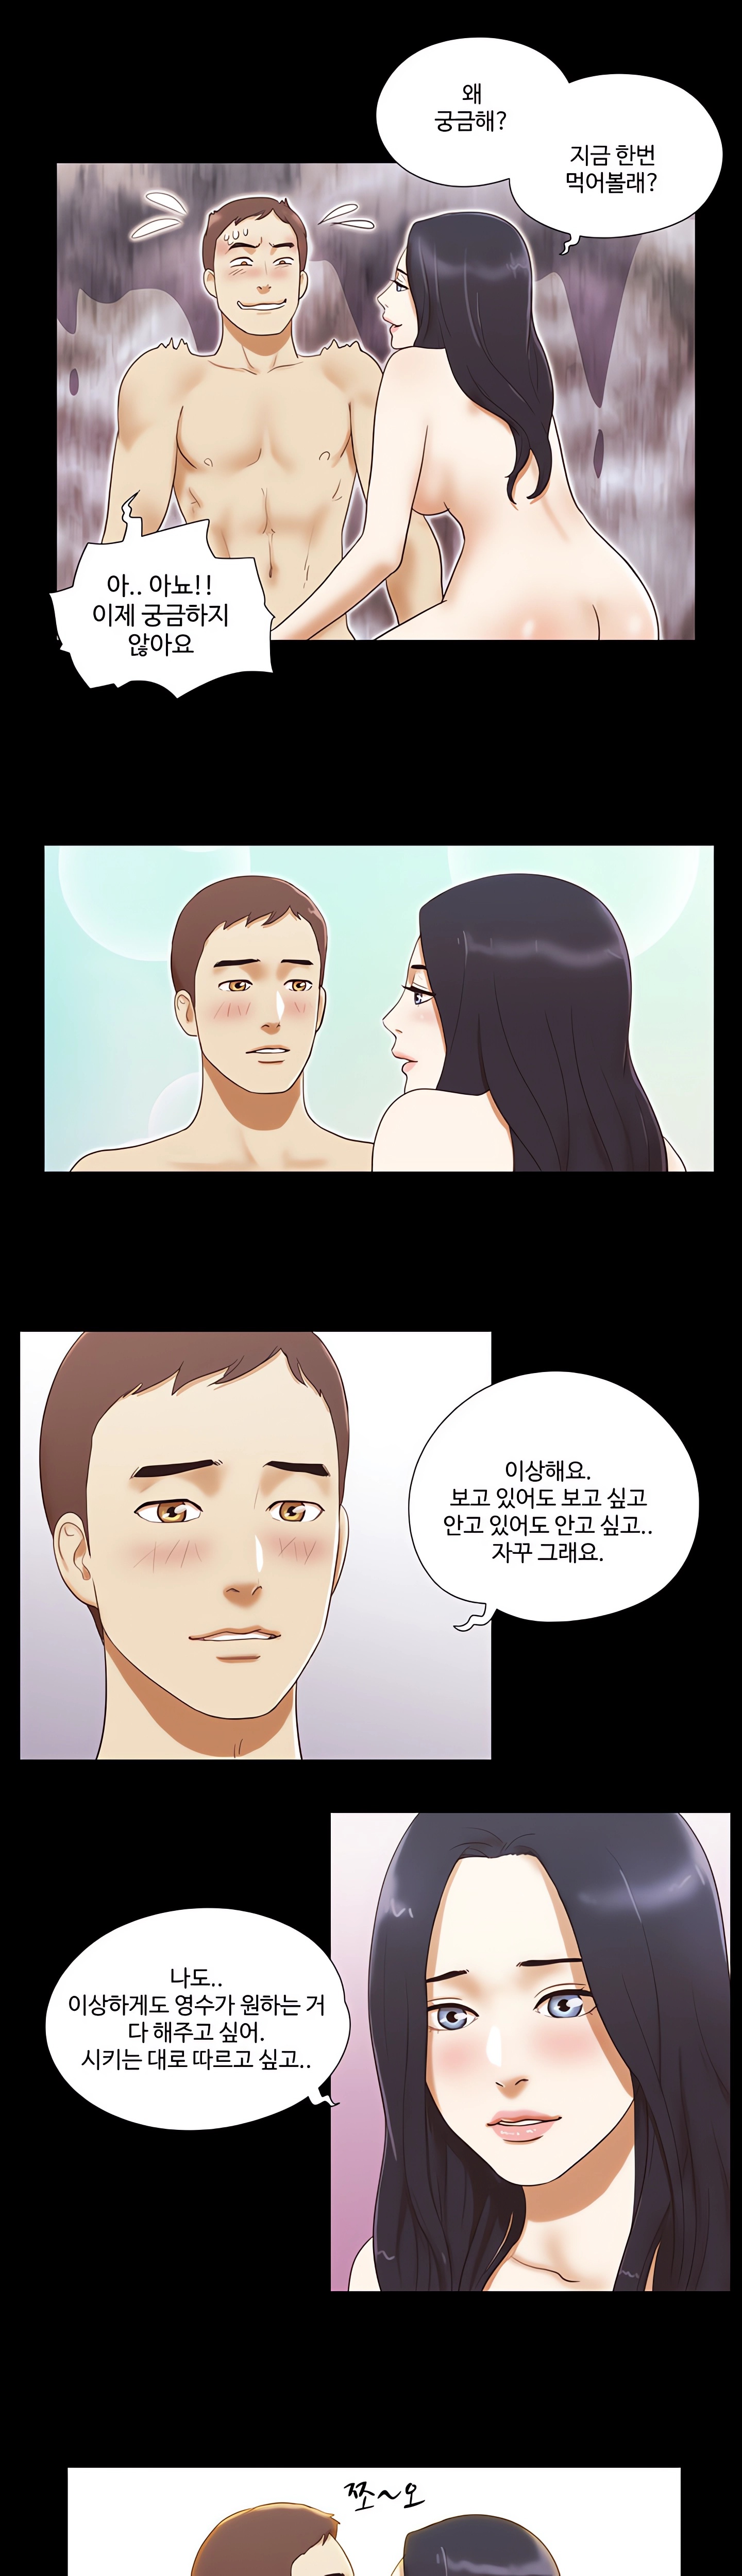 왜
궁금해?
지금 한번
먹어볼래?
아.. 아뇨!!
이제 궁금하지
않아요
이상해요.
보고 있어도 보고 싶고
안고 있어도 안고 싶고..
자꾸 그래요.
나도..
이상하게도 영수가 원하는 거
다 해주고 싶어.
시키는 대로 따르고 싶고..
쪼~오